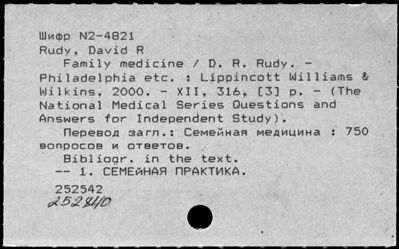 Шифр N2-4821
Rudy, David R
Family medicine / D. R. Rudy. -
Philadelphia etc. : Lippincott Williams &
Wilkins, 2000. - XII, 316, [3] p. - (The
National Medical Series Questions and
Answers for Independent Study).
Перевод загл.: Семейная медицина : 750
вопросов и ответов.
Bibliogr. in the text.
-- 1. СЕМЕЙНАЯ ПРАКТИКА.
252542
252840